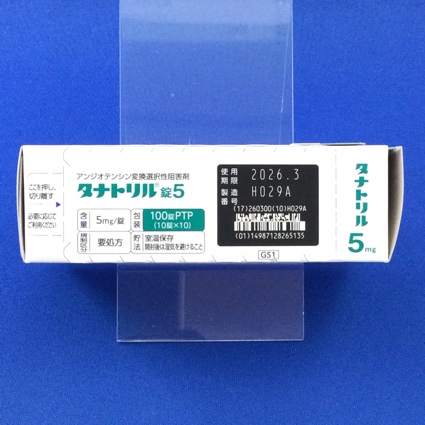 ここを押し、
切り離す
必要に応じて
ご利用ください
アンジオテンシン変換選択性阻害剤
タナトリル®錠5
含量 5mg/錠
包装 100錠PTP
(10錠×10)
規制区分 要処方
貯法 室温保存
開封後は湿気を避けること
使用期限 2026.3
製造番号 H029A
(17)260300(10)H029A
(01)14987128265135
GS1
タナトリル
5mg